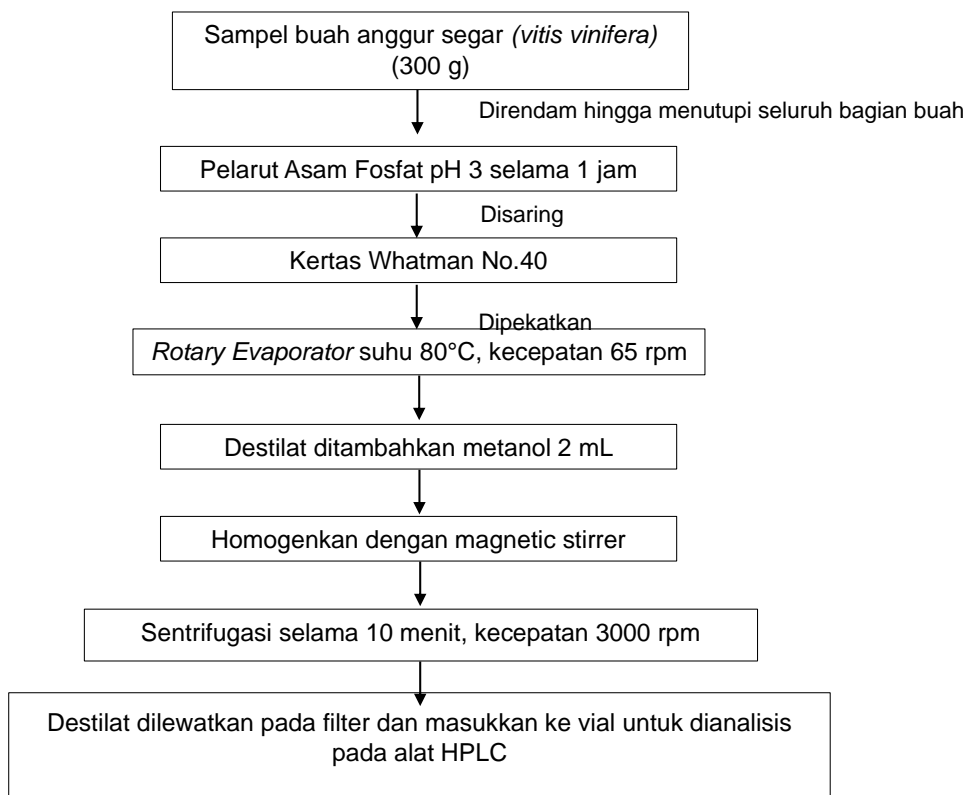 Sampel buah anggur segar (vitis vinifera)
(300 g)
Direndam hingga menutupi seluruh bagian buah
Pelarut Asam Fosfat pH 3 selama 1 jam
Disaring
Kertas Whatman No.40
Dipekatkan
Rotary Evaporator suhu 80°C, kecepatan 65 rpm
Destilat ditambahkan metanol 2 mL
Homogenkan dengan magnetic stirrer
Sentrifugasi selama 10 menit, kecepatan 3000 rpm
Destilat dilewatkan pada filter dan masukkan ke vial untuk dianalisis
pada alat HPLC